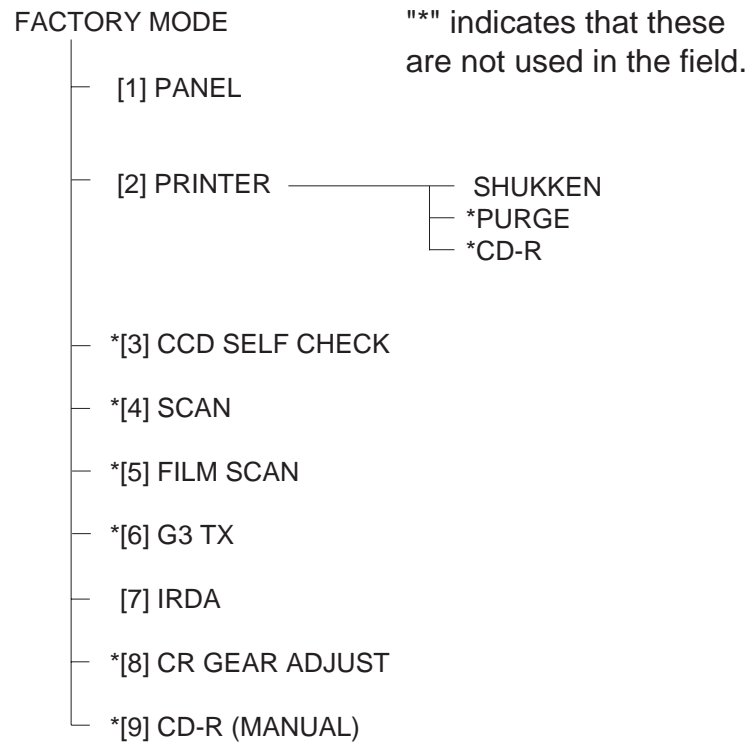 FACTORY MODE
"*" indicates that these
are not used in the field.
[1] PANEL
[2] PRINTER
SHUKKEN
*PURGE
*CD-R
*[3] CCD SELF CHECK
*[4] SCAN
*[5] FILM SCAN
*[6] G3 TX
[7] IRDA
*[8] CR GEAR ADJUST
*[9] CD-R (MANUAL)